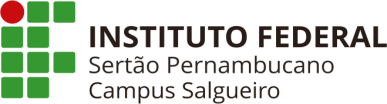 INSTITUTO FEDERAL
Sertão Pernambucano
Campus Salgueiro